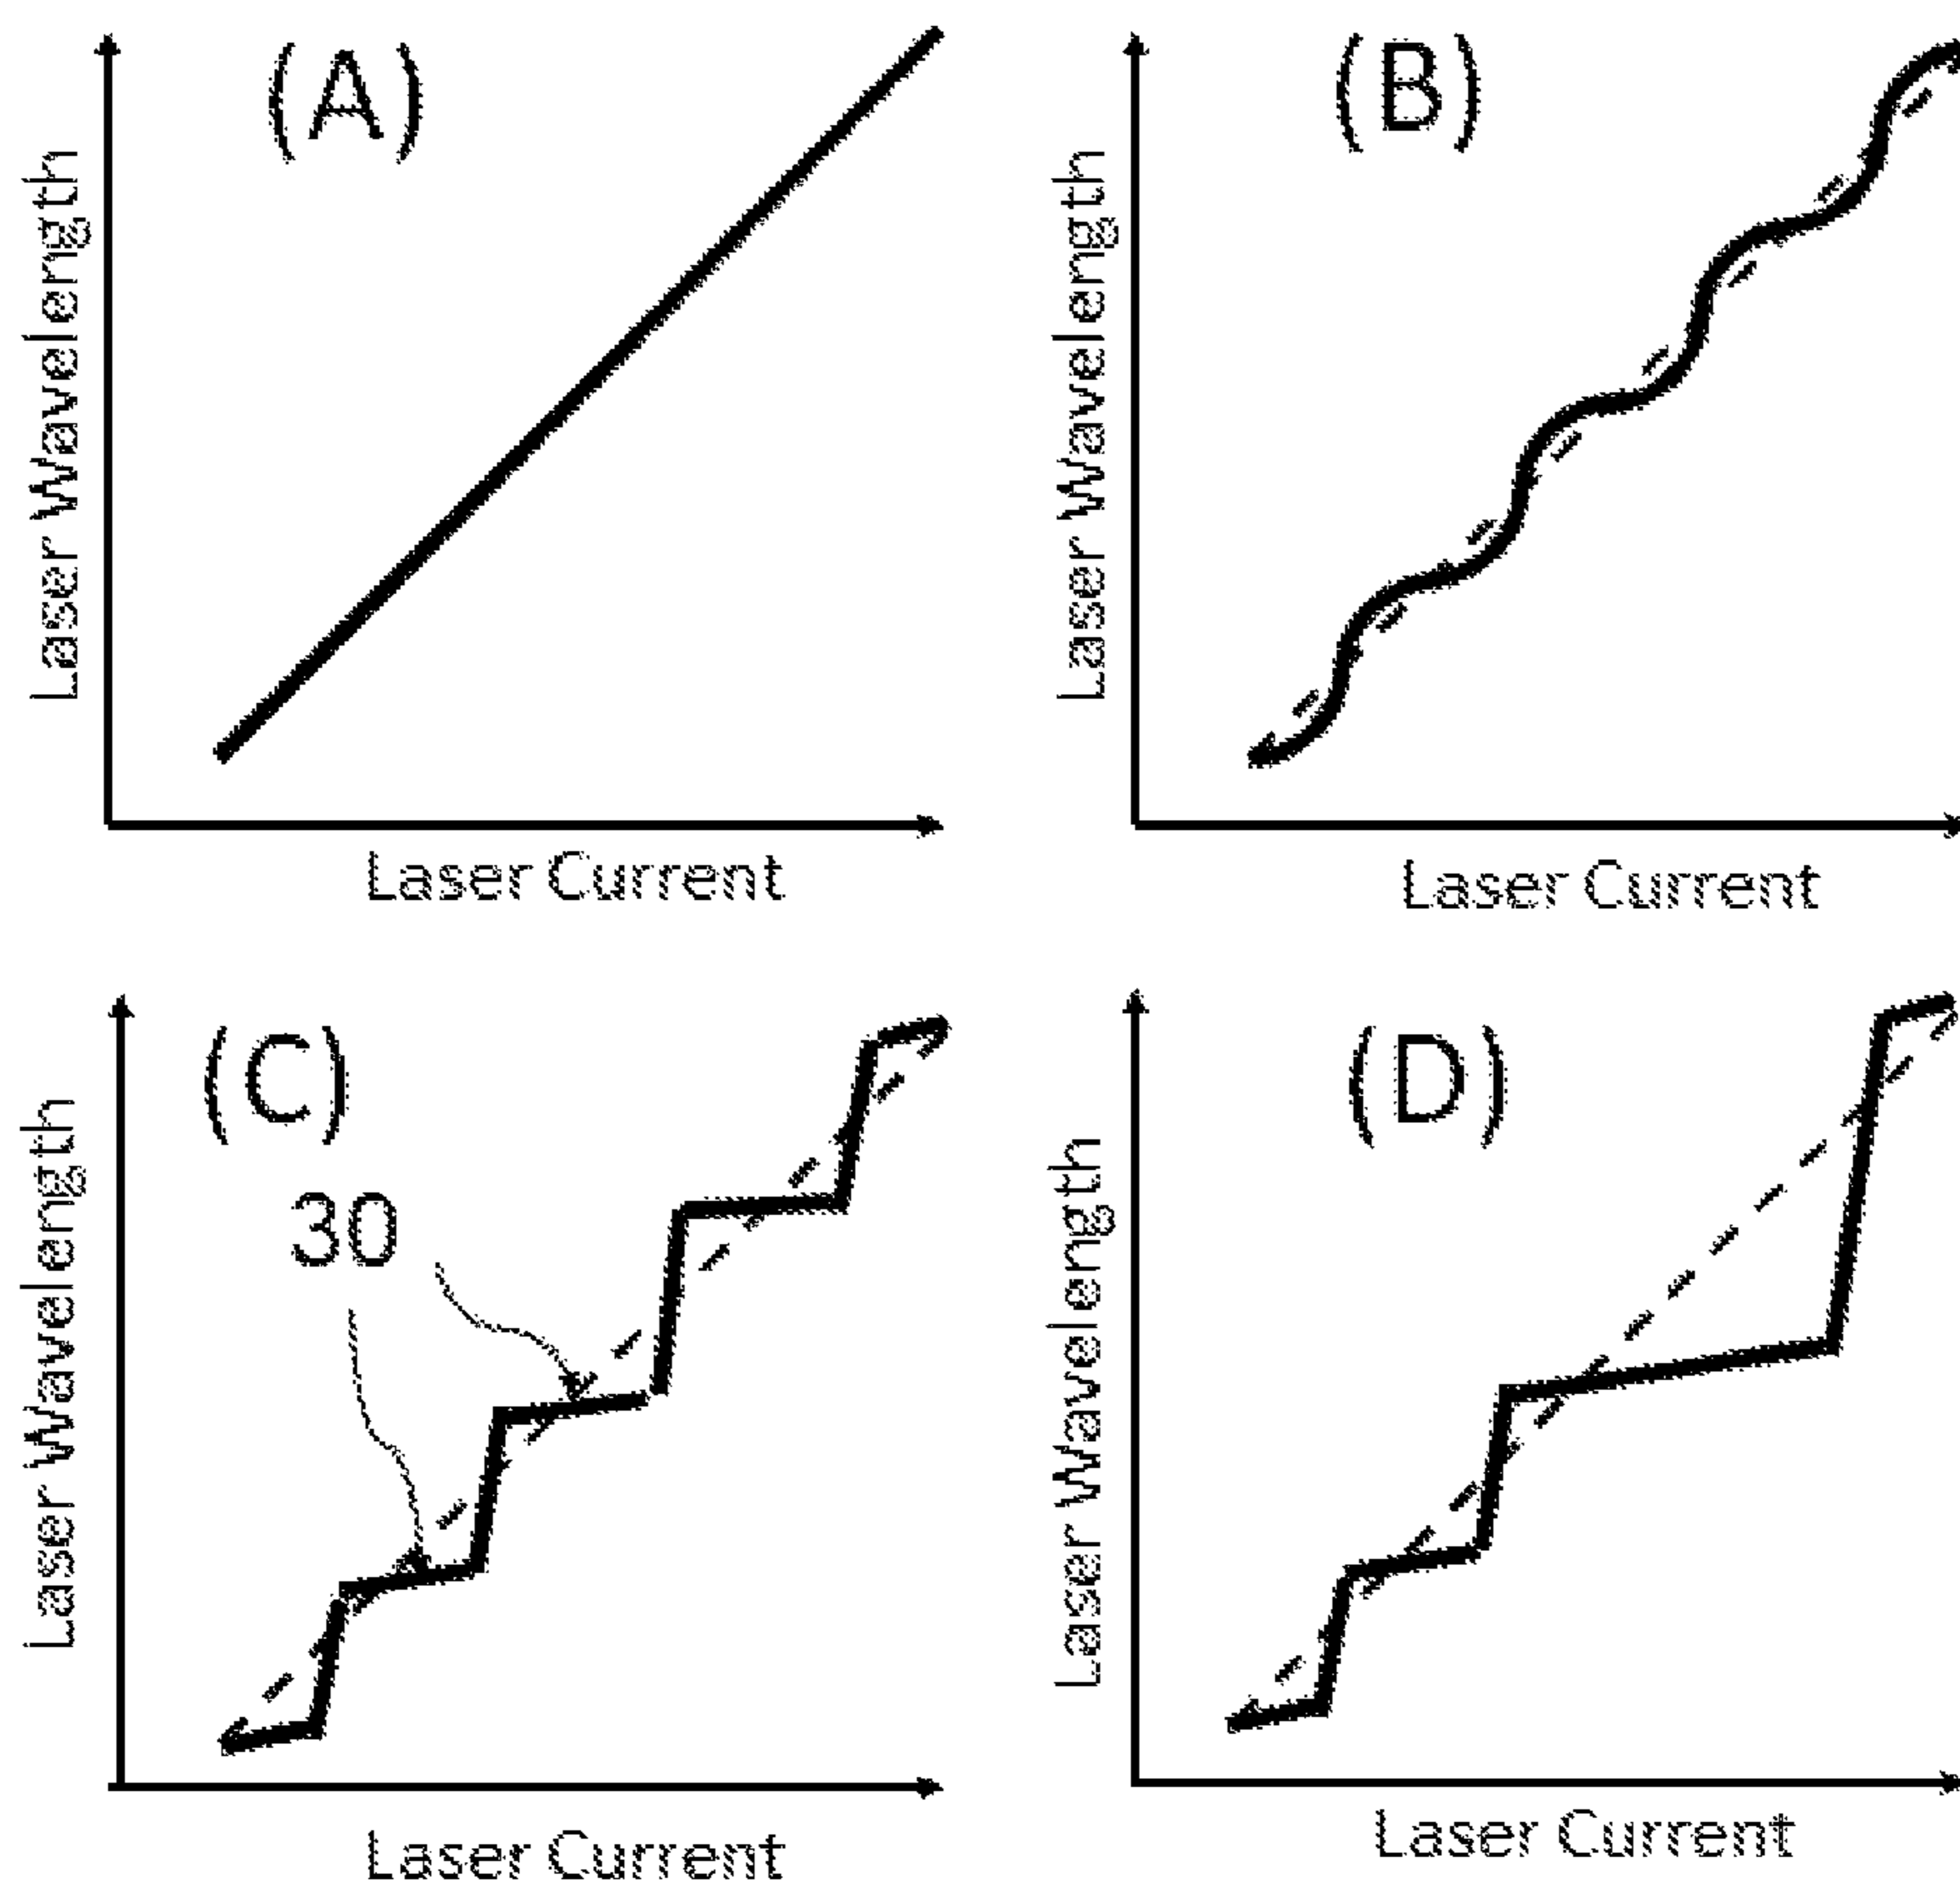 (A)
Laser Wavelength
Laser Current
(B)
Laser Wavelength
Laser Current
(C)
30
Laser Wavelength
Laser Current
(D)
Laser Wavelength
Laser Current